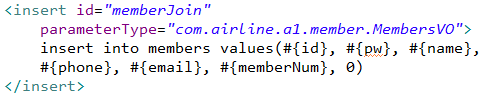 <insert id="memberJoin"
parameterType="com.airline.a1.member.MembersVO">
insert into members values(#{id}, #{pw}, #{name},
#{phone}, #{email}, #{memberNum}, 0)
</insert>